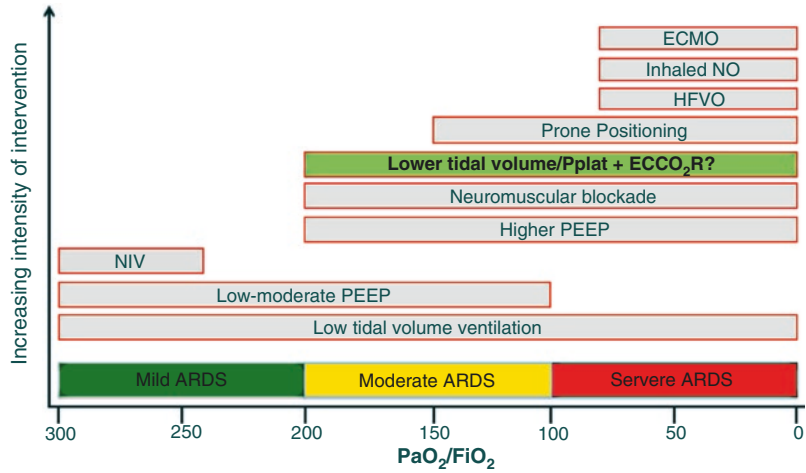 Increasing intensity of intervention
ECMO
Inhaled NO
HFVO
Prone Positioning
Lower tidal volume/Pplat + ECCO₂R?
Neuromuscular blockade
Higher PEEP
NIV
Low-moderate PEEP
Low tidal volume ventilation
Mild ARDS Moderate ARDS Servere ARDS
300 250 200 150 100 50 0
PaO₂/FiO₂